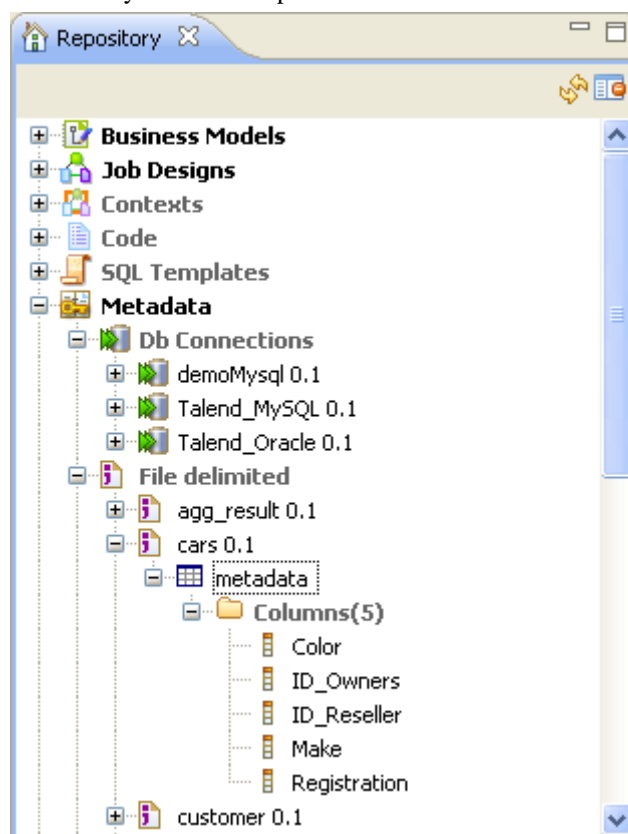 Repository
Business Models
Job Designs
Contexts
Code
SQL Templates
Metadata
Db Connections
demoMysql 0.1
Talend_MySQL 0.1
Talend_Oracle 0.1
File delimited
agg_result 0.1
cars 0.1
metadata
Columns(5)
Color
ID_Owners
ID_Reseller
Make
Registration
customer 0.1